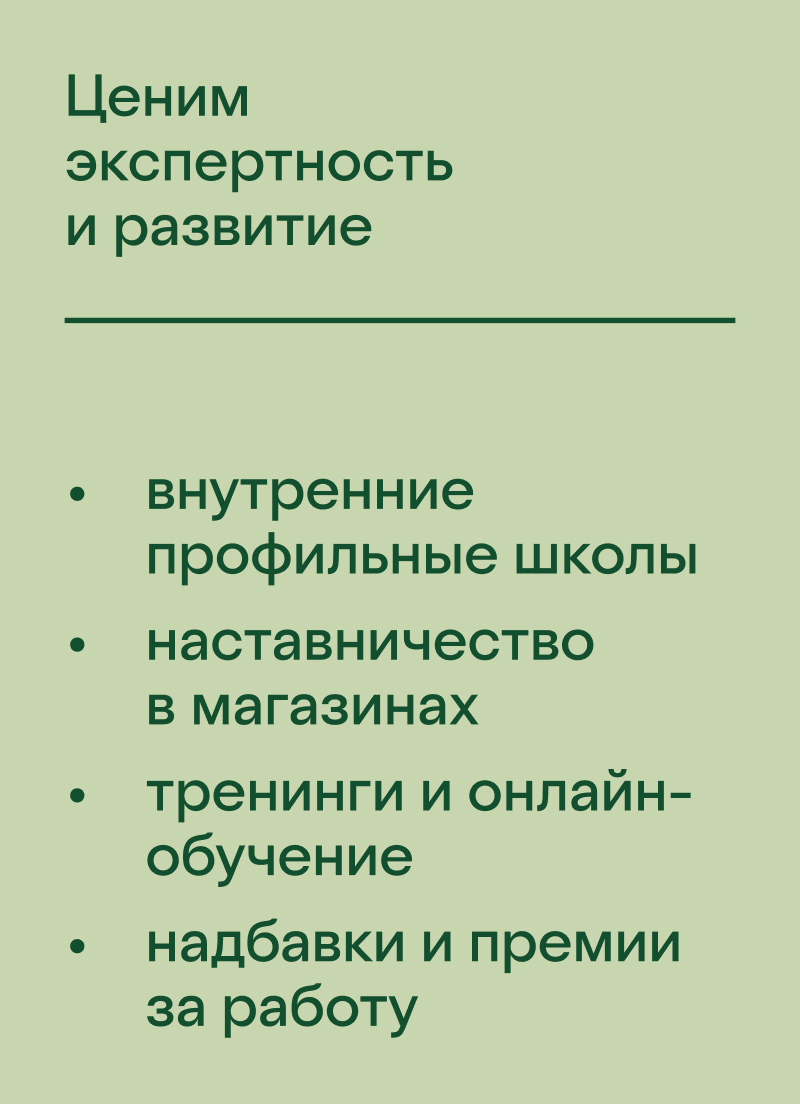 Ценим
экспертность
и развитие
• внутренние
профильные школы
• наставничество
в магазинах
• тренинги и онлайн-
обучение
• надбавки и премии
за работу